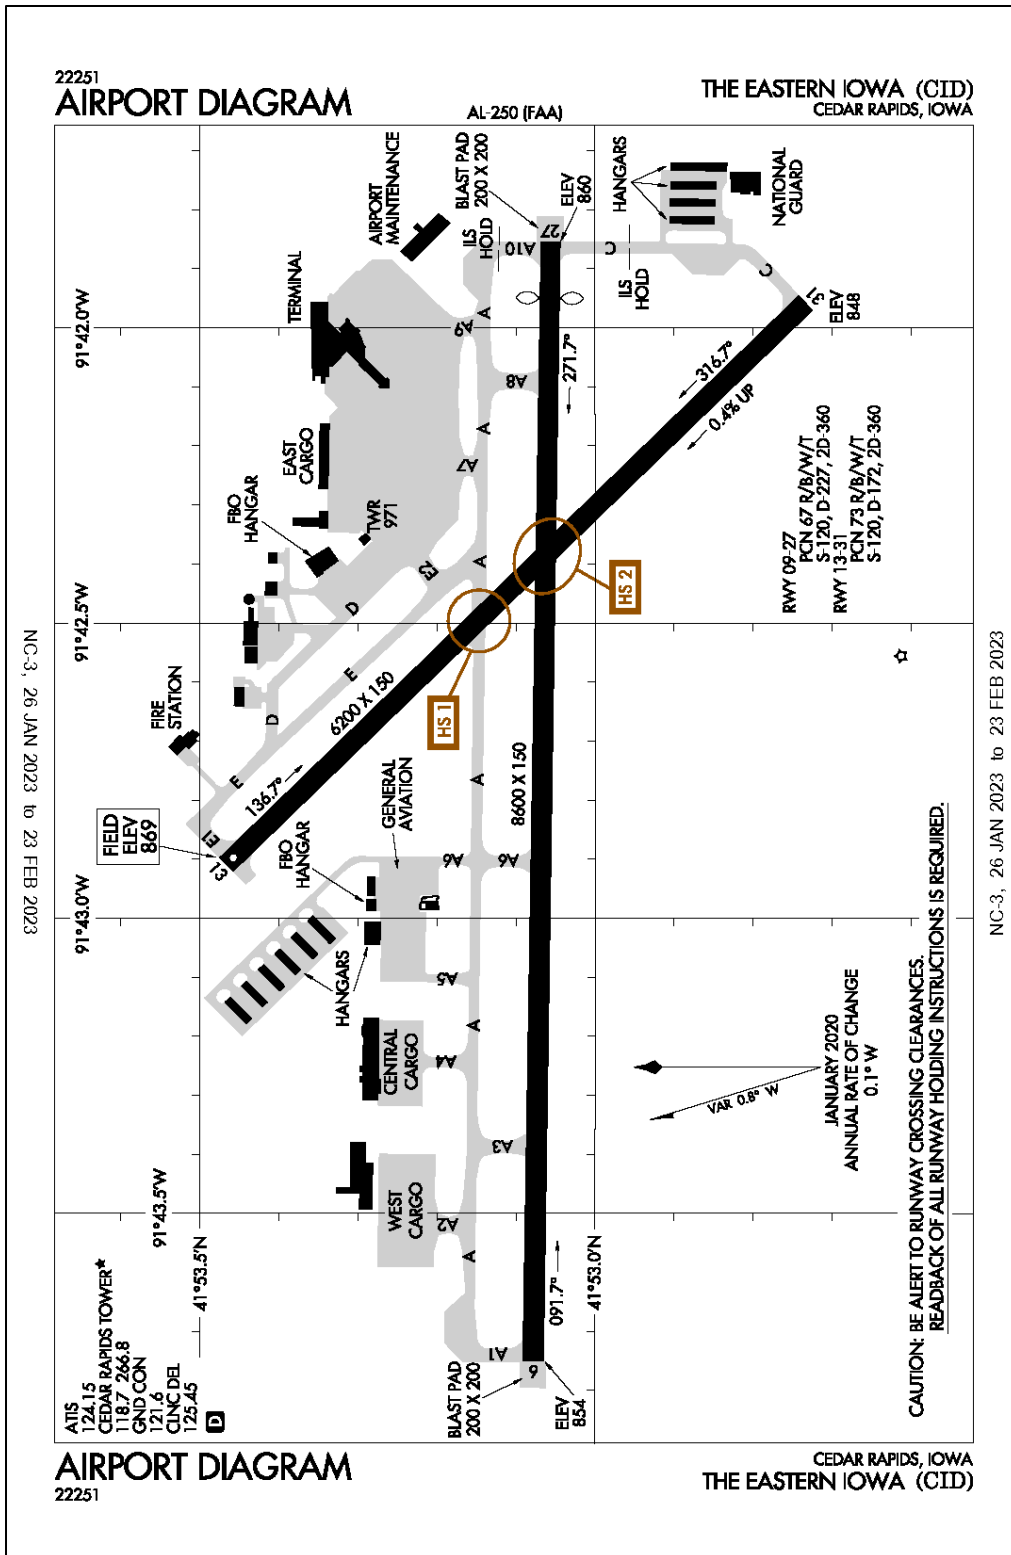 22251
AIRPORT DIAGRAM
AL-250 (FAA)
THE EASTERN IOWA (CID)
CEDAR RAPIDS, IOWA
ATIS
124.15
CEDAR RAPIDS TOWER*
118.7 266.8
GND CON
121.6
CLNC DEL
125.45
D
91°42.0'W
91°42.5'W
91°43.0'W
91°43.5'W
41°53.5'N
41°53.0'N
AIRPORT
MAINTENANCE
BLAST PAD
200 X 200
ELEV
860
HANGARS
NATIONAL
GUARD
TERMINAL
ILS
HOLD
A10
27
C
ILS
HOLD
C
31
ELEV
848
A9
A
A8
271.7°
316.7°
0.4% UP
EAST
CARGO
A7
A
FBO
HANGAR
TWR
971
E2
A
D
HS 2
RWY 09-27
PCN 67 R/B/W/T
S-120, D-227, 2D-360
RWY 13-31
PCN 73 R/B/W/T
S-120, D-172, 2D-360
FIRE
STATION
D
E
E
6200 X 150
136.7°
HS 1
FIELD
ELEV
869
E1
13
GENERAL
AVIATION
A
8600 X 150
FBO
HANGAR
A6
A6
HANGARS
A5
A
CENTRAL
CARGO
A4
A3
WEST
CARGO
A2
A
A1
091.7°
9
BLAST PAD
200 X 200
ELEV
854
VAR 0.8° W
JANUARY 2020
ANNUAL RATE OF CHANGE
0.1° W
CAUTION: BE ALERT TO RUNWAY CROSSING CLEARANCES.
READBACK OF ALL RUNWAY HOLDING INSTRUCTIONS IS REQUIRED.
NC-3, 26 JAN 2023 to 23 FEB 2023
NC-3, 26 JAN 2023 to 23 FEB 2023
AIRPORT DIAGRAM
22251
CEDAR RAPIDS, IOWA
THE EASTERN IOWA (CID)